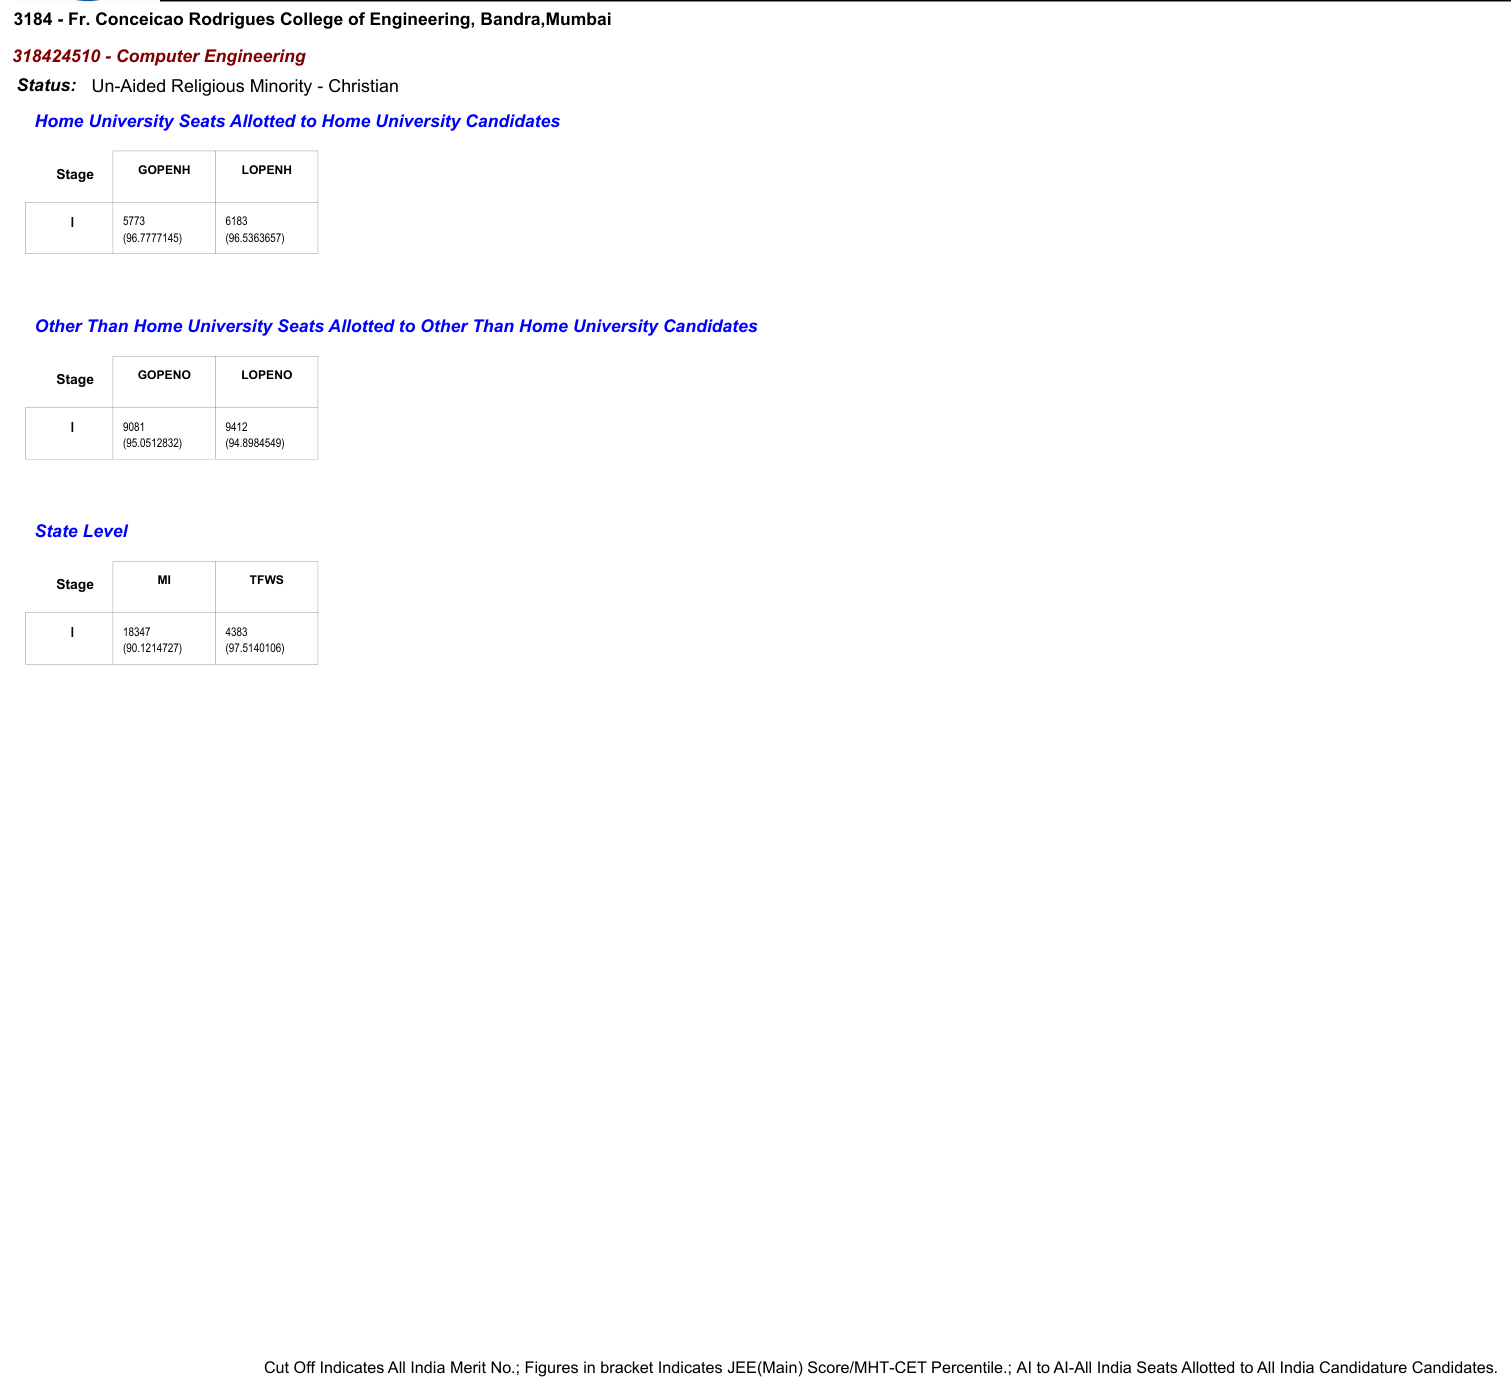 3184 - Fr. Conceicao Rodrigues College of Engineering, Bandra,Mumbai
318424510 - Computer Engineering
Status: Un-Aided Religious Minority - Christian
Home University Seats Allotted to Home University Candidates
Stage GOPENH LOPENH
I 5773 6183
(96.7777145) (96.5363657)
Other Than Home University Seats Allotted to Other Than Home University Candidates
Stage GOPENO LOPENO
I 9081 9412
(95.0512832) (94.8984549)
State Level
Stage MI TFWS
I 18347 4383
(90.1214727) (97.5140106)
Cut Off Indicates All India Merit No.; Figures in bracket Indicates JEE(Main) Score/MHT-CET Percentile.; AI to AI-All India Seats Allotted to All India Candidature Candidates.